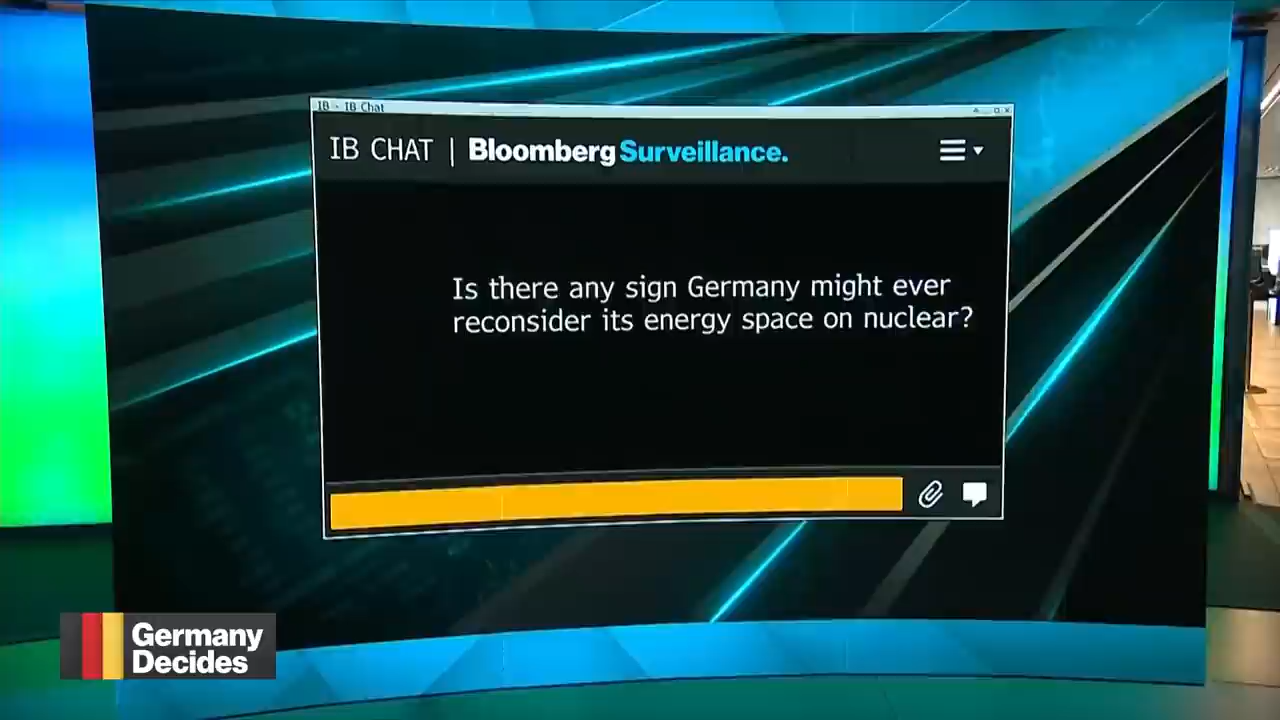 IB - IB Chat
IB CHAT | Bloomberg Surveillance.
Is there any sign Germany might ever
reconsider its energy space on nuclear?
Germany
Decides